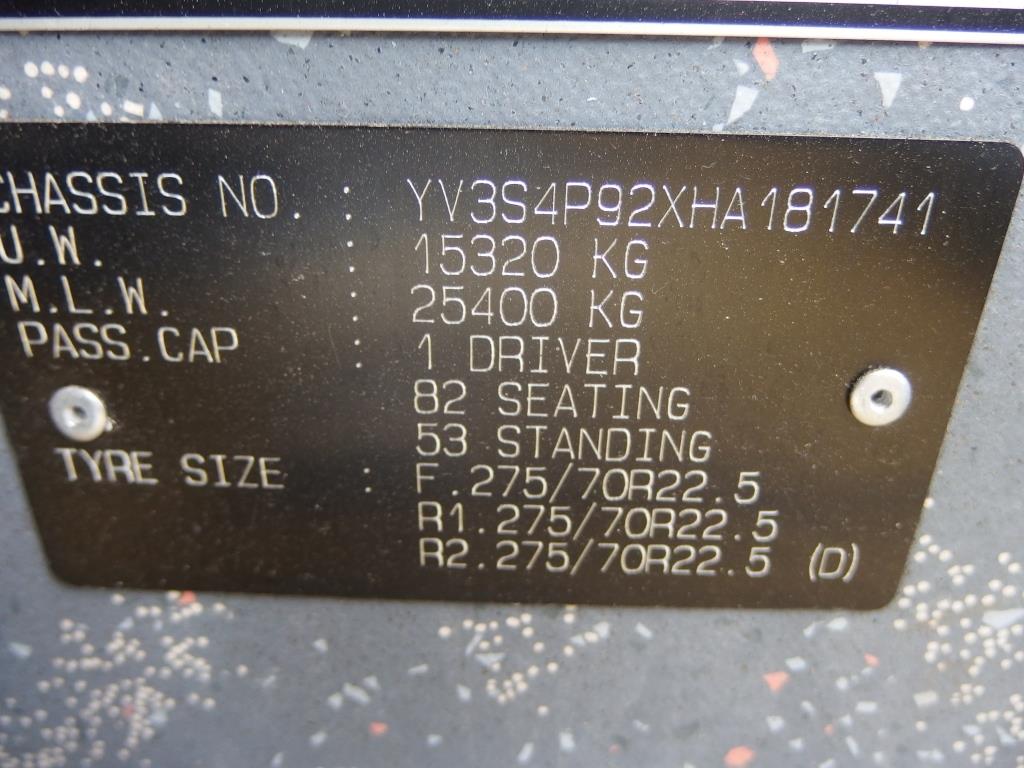 CHASSIS NO. : YV3S4P92XHA181741
U.W. : 15320 KG
M.L.W. : 25400 KG
PASS.CAP : 1 DRIVER
82 SEATING
53 STANDING
TYRE SIZE : F.275/70R22.5
R1.275/70R22.5
R2.275/70R22.5 (D)